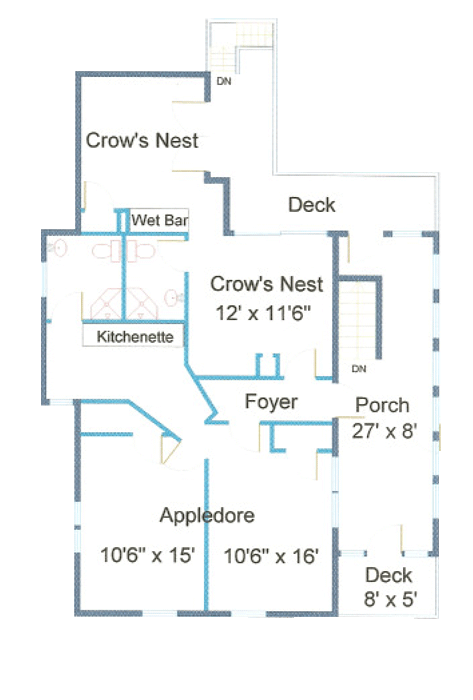 DN
Crow's Nest
Deck
Wet Bar
Crow's Nest
12' x 11'6"
Kitchenette
DN
Foyer
Porch
27' x 8'
Appledore
10'6" x 15'
10'6" x 16'
Deck
8' x 5'